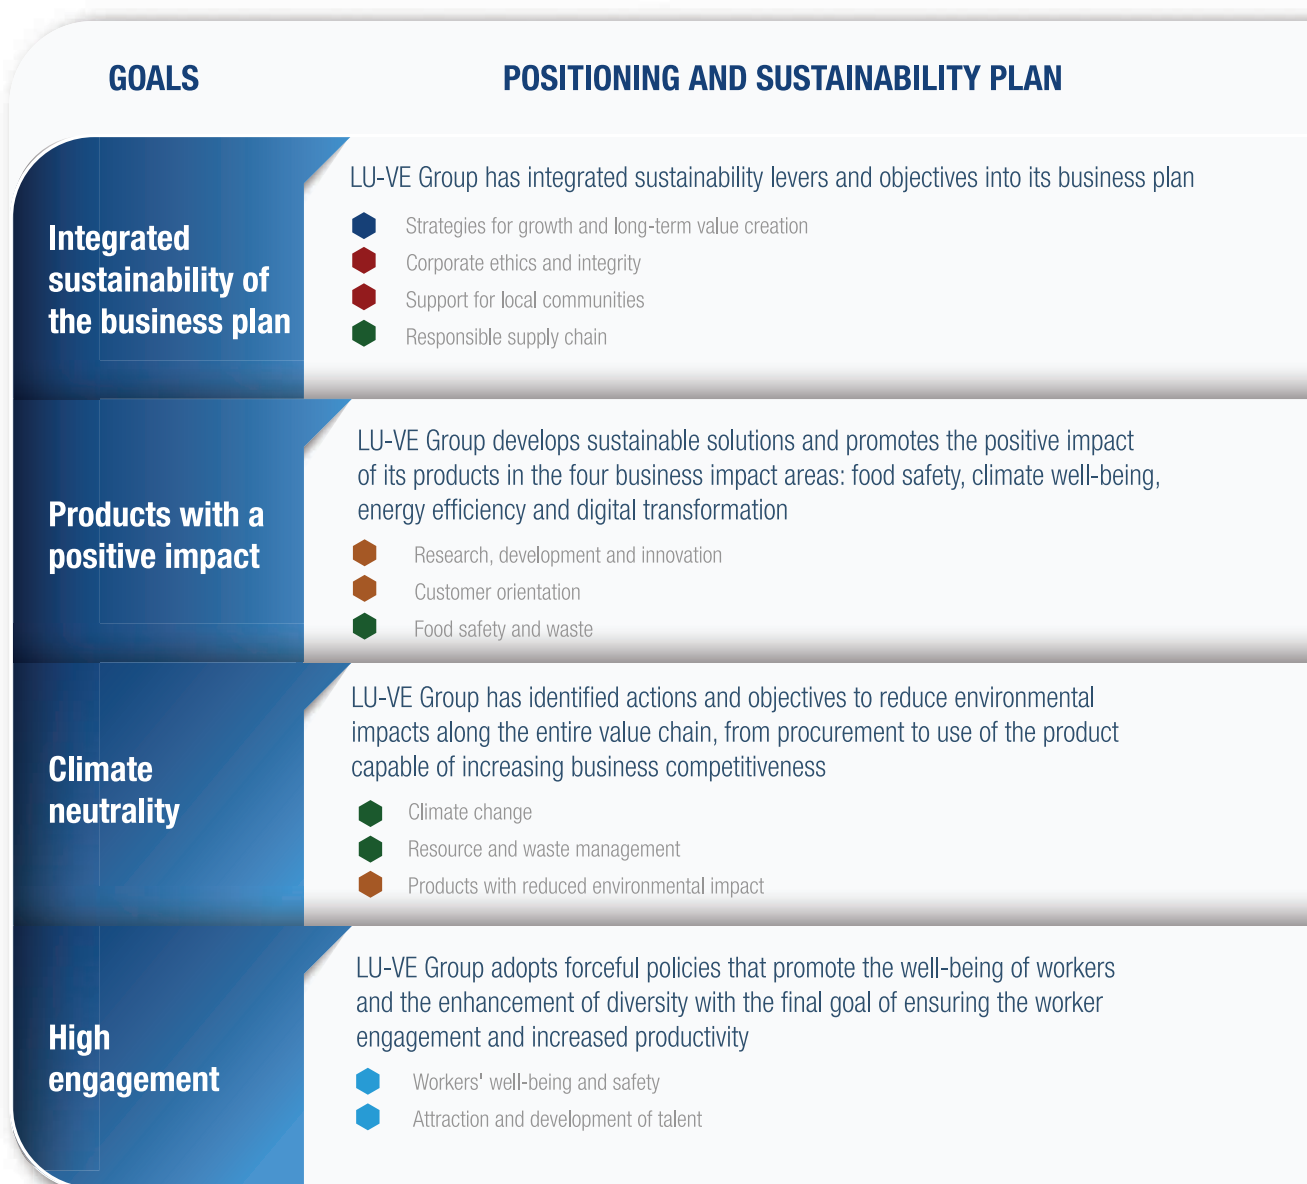 GOALS
POSITIONING AND SUSTAINABILITY PLAN
Integrated
sustainability of
the business plan
LU-VE Group has integrated sustainability levers and objectives into its business plan
Strategies for growth and long-term value creation
Corporate ethics and integrity
Support for local communities
Responsible supply chain
Products with a
positive impact
LU-VE Group develops sustainable solutions and promotes the positive impact
of its products in the four business impact areas: food safety, climate well-being,
energy efficiency and digital transformation
Research, development and innovation
Customer orientation
Food safety and waste
Climate
neutrality
LU-VE Group has identified actions and objectives to reduce environmental
impacts along the entire value chain, from procurement to use of the product
capable of increasing business competitiveness
Climate change
Resource and waste management
Products with reduced environmental impact
High
engagement
LU-VE Group adopts forceful policies that promote the well-being of workers
and the enhancement of diversity with the final goal of ensuring the worker
engagement and increased productivity
Workers' well-being and safety
Attraction and development of talent